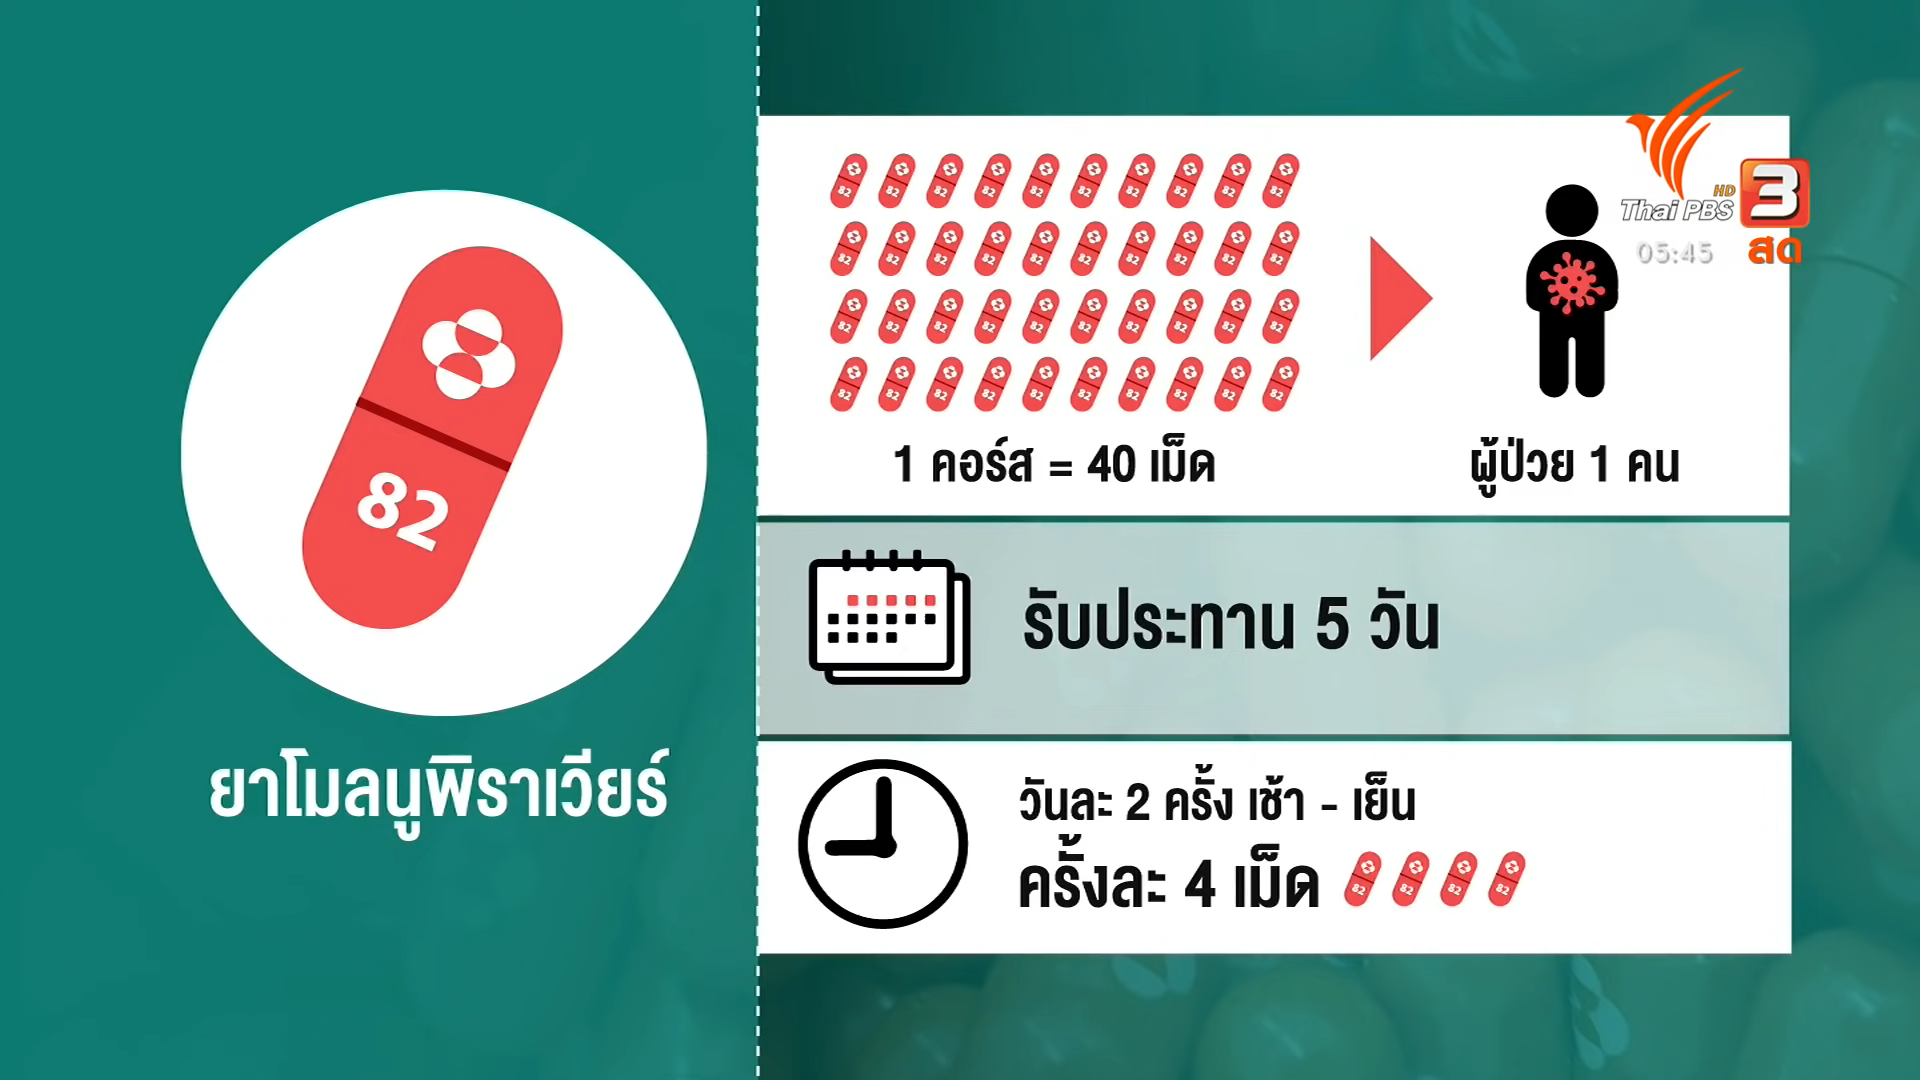 82
ยาโมลนูพิราเวียร์
1 คอร์ส = 40 เม็ด
ผู้ป่วย 1 คน
รับประทาน 5 วัน
วันละ 2 ครั้ง เช้า - เย็น
ครั้งละ 4 เม็ด
HD
Thai PBS 3
05:45 สด